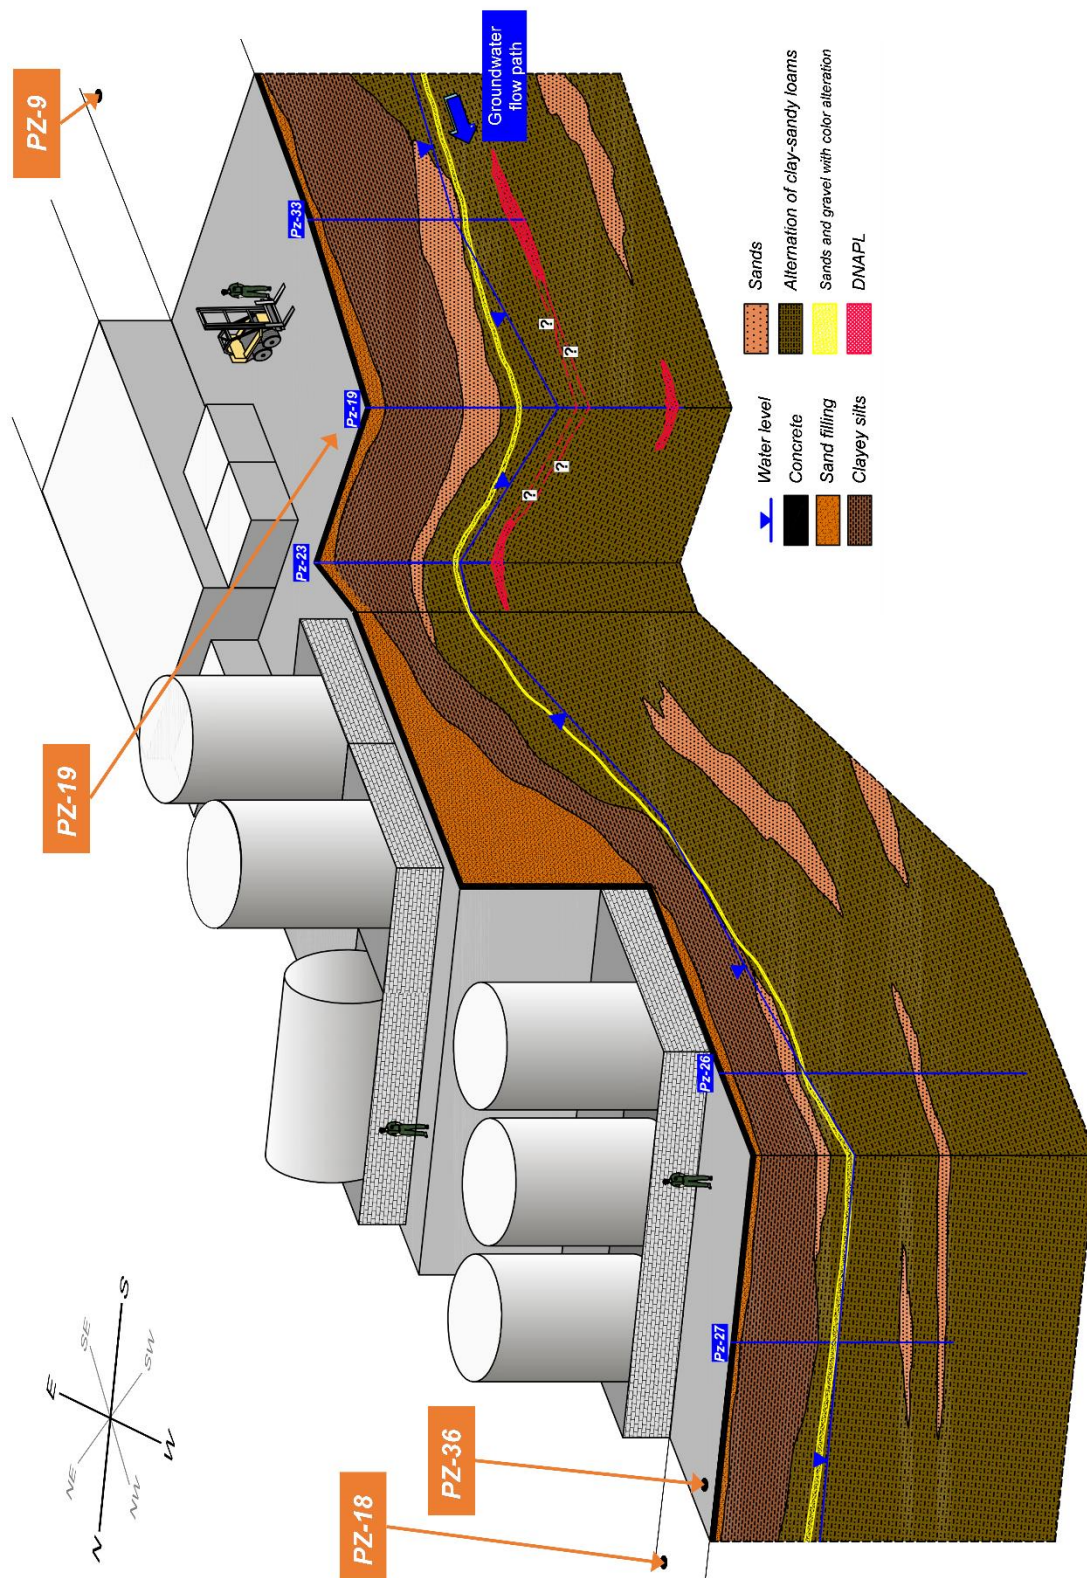 N
NE
E
SE
S
SW
W
NW
PZ-18
PZ-36
PZ-19
PZ-9
Pz-27
Pz-26
Pz-23
Pz-19
Pz-33
Groundwater
flow path
?
?
?
?
Water level
Concrete
Sand filling
Clayey silts
Sands
Alternation of clay-sandy loams
Sands and gravel with color alteration
DNAPL